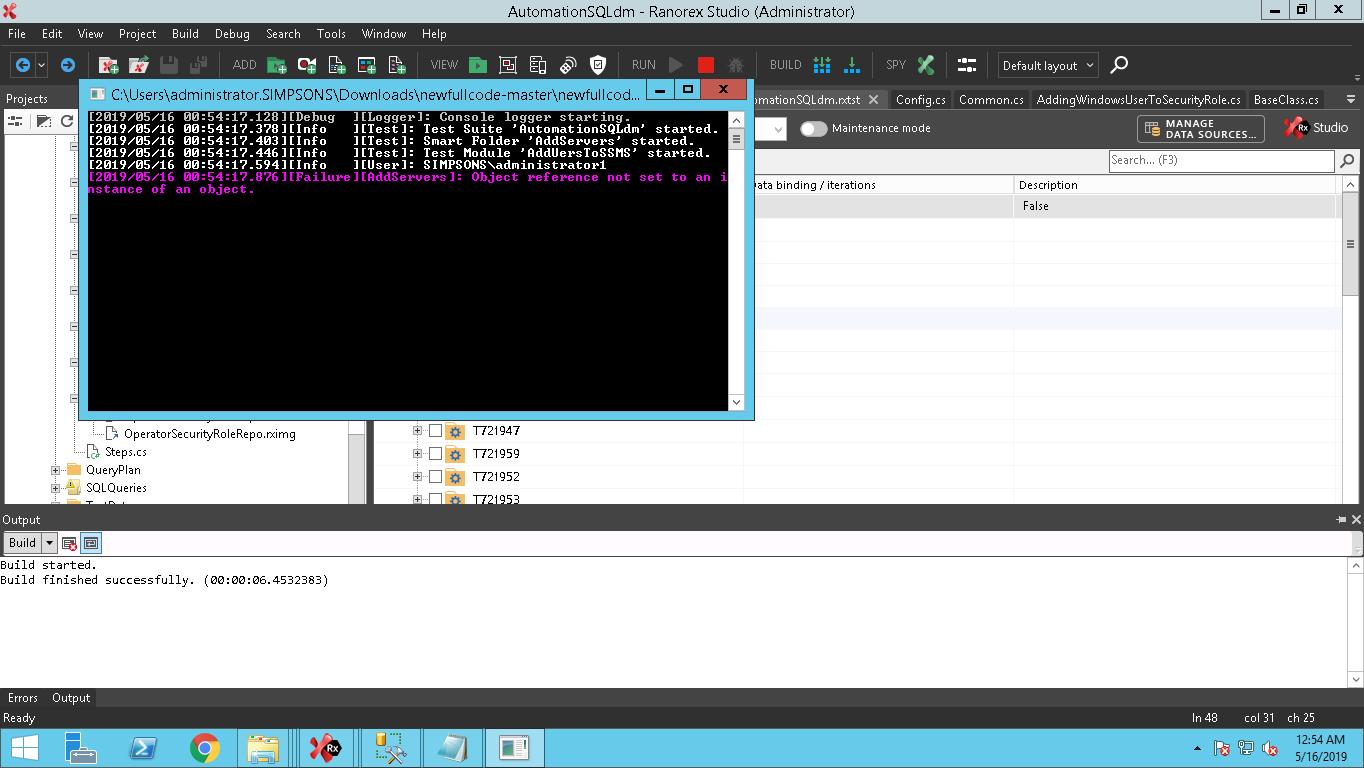 AutomationSQLdm - Ranorex Studio (Administrator)
File Edit View Project Build Debug Search Tools Window Help
ADD VIEW RUN BUILD SPY Default layout
Projects
C:\Users\administrator.SIMPSONS\Downloads\newfullcode-master\newfullcod...
omationSQLdm.rxtst Config.cs Common.cs AddingWindowsUserToSecurityRole.cs BaseClass.cs
[2019/05/16 00:54:17.128][Debug ][Logger]: Console logger starting.
[2019/05/16 00:54:17.378][Info ][Test]: Test Suite 'AutomationSQLdm' started.
[2019/05/16 00:54:17.403][Info ][Test]: Smart Folder 'AddServers' started.
[2019/05/16 00:54:17.446][Info ][Test]: Test Module 'AddUersToSSMS' started.
[2019/05/16 00:54:17.594][Info ][User]: SIMPSONS\administrator1
[2019/05/16 00:54:17.876][Failure][AddServers]: Object reference not set to an i
nstance of an object.
Maintenance mode
MANAGE
DATA SOURCES...
Rx Studio
Search... (F3)
ata binding / iterations Description
False
OperatorSecurityRoleRepo.rximg
Steps.cs
QueryPlan
SQLQueries
T721947
T721959
T721952
T721953
Output
Build
Build started.
Build finished successfully. (00:00:06.4532383)
Errors Output
Ready
ln 48 col 31 ch 25
Rx
12:54 AM
5/16/2019